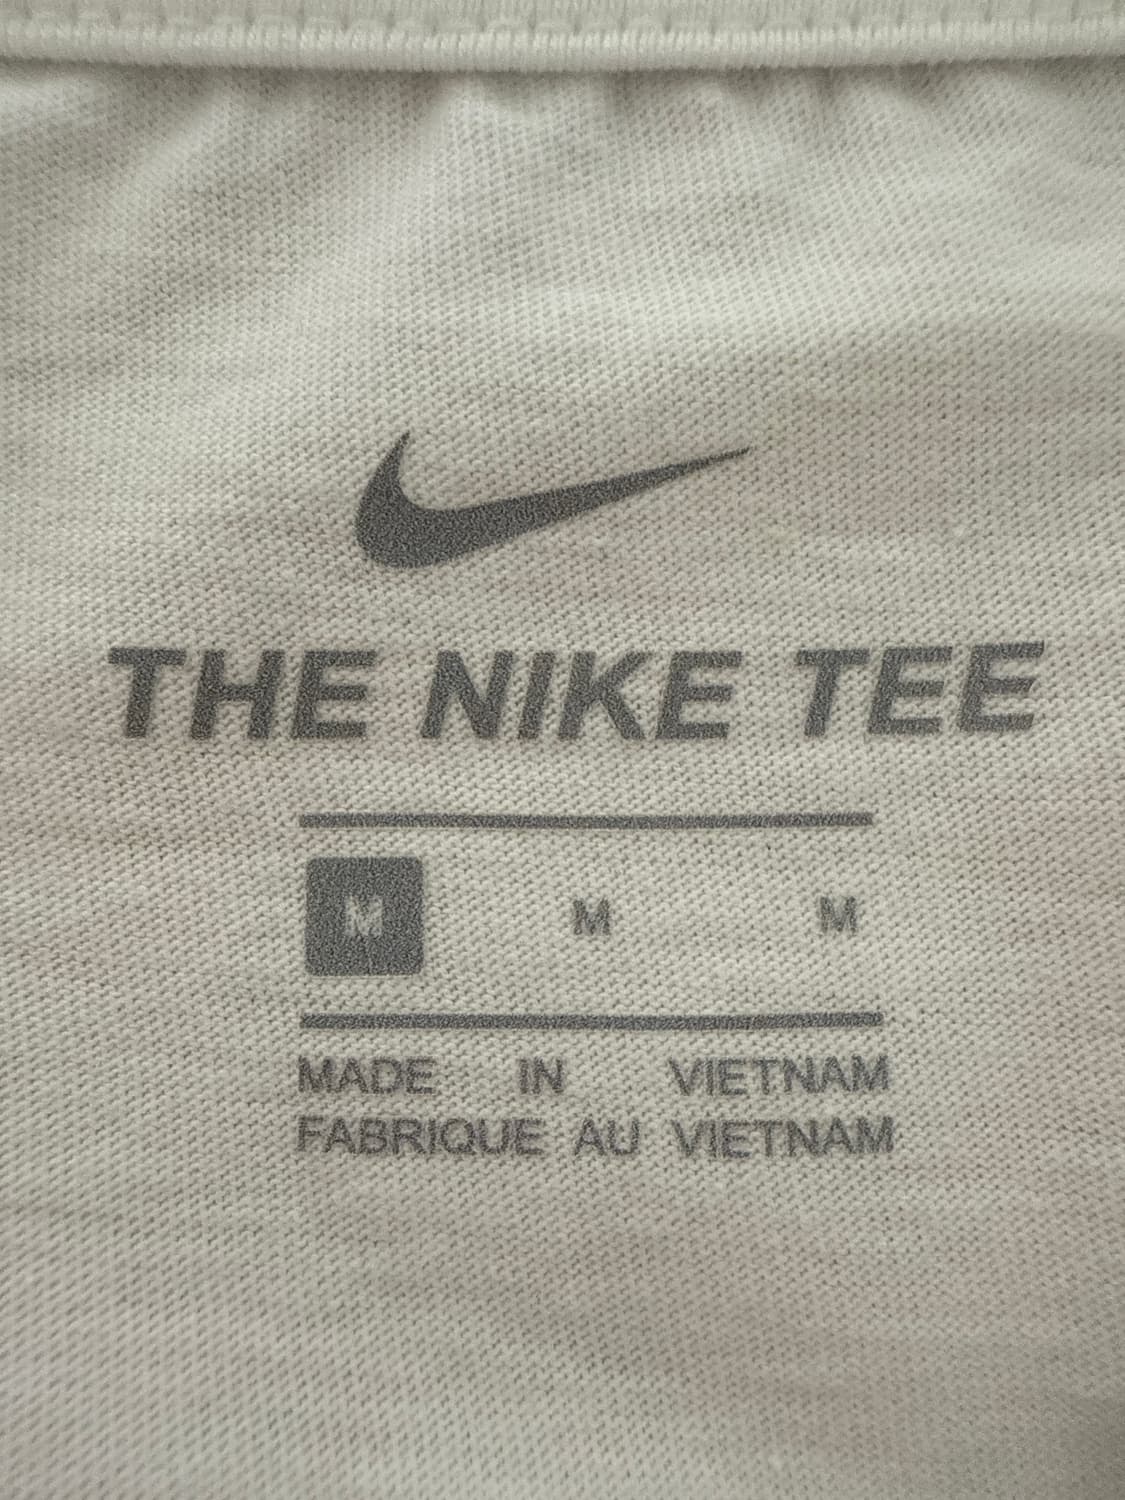 THE NIKE TEE
M M M
MADE IN VIETNAM
FABRIQUE AU VIETNAM